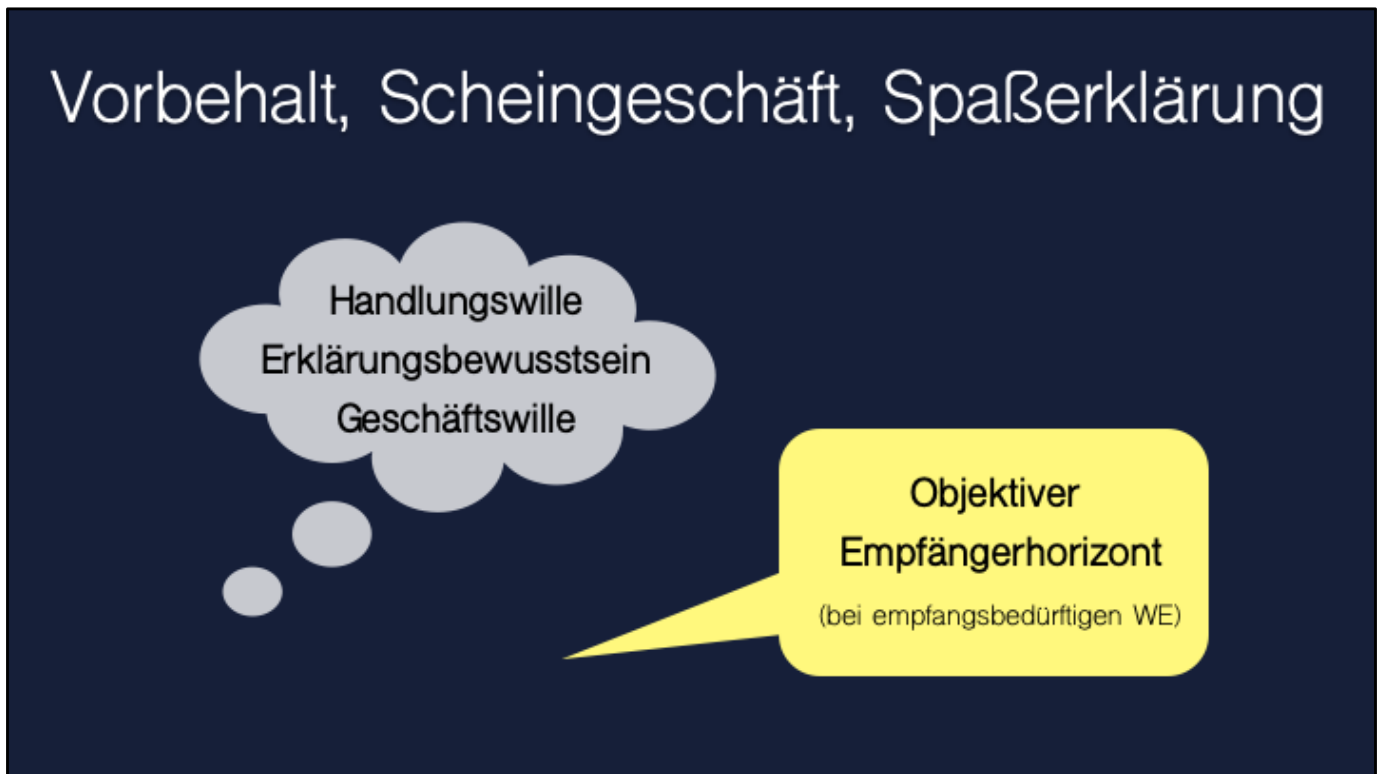 Vorbehalt, Scheingeschäft, Spaßerklärung
Handlungswille
Erklärungsbewusstsein
Geschäftswille
Objektiver
Empfängerhorizont
(bei empfangsbedürftigen WE)